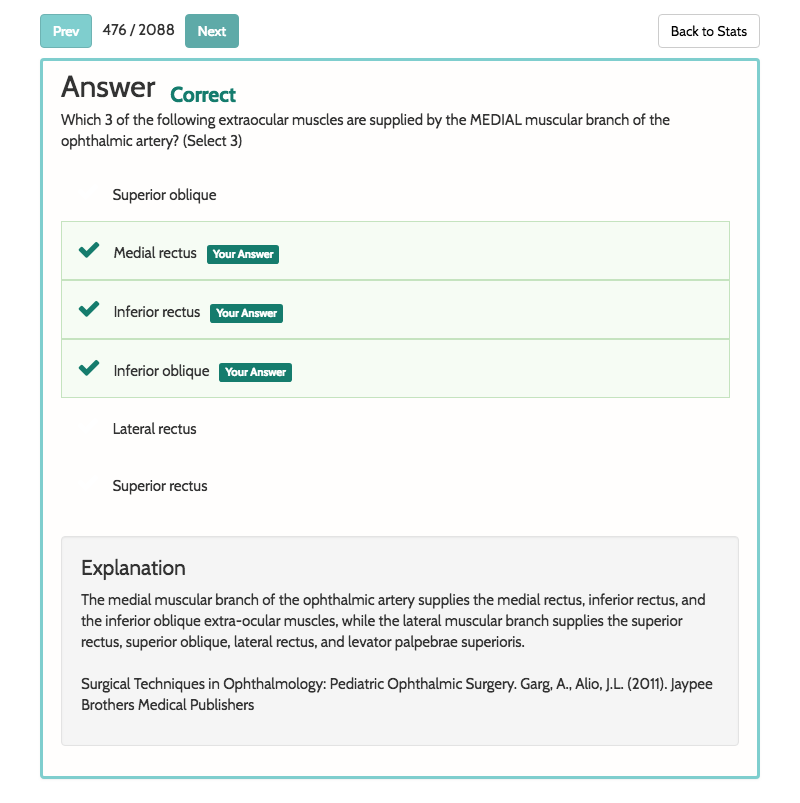 Prev 476 / 2088 Next Back to Stats
Answer Correct
Which 3 of the following extraocular muscles are supplied by the MEDIAL muscular branch of the
ophthalmic artery? (Select 3)
Superior oblique
Medial rectus Your Answer
Inferior rectus Your Answer
Inferior oblique Your Answer
Lateral rectus
Superior rectus
Explanation
The medial muscular branch of the ophthalmic artery supplies the medial rectus, inferior rectus, and
the inferior oblique extra-ocular muscles, while the lateral muscular branch supplies the superior
rectus, superior oblique, lateral rectus, and levator palpebrae superioris.
Surgical Techniques in Ophthalmology: Pediatric Ophthalmic Surgery. Garg, A., Alio, J.L. (2011). Jaypee
Brothers Medical Publishers